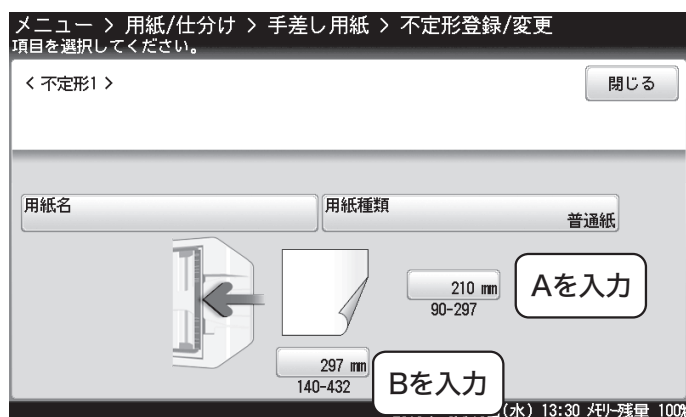 メニュー > 用紙/仕分け > 手差し用紙 > 不定形登録/変更
項目を選択してください。
< 不定形1 >
閉じる
用紙名
用紙種類
普通紙
210 mm
90-297
Aを入力
297 mm
140-432
Bを入力
(水) 13:30 ﾒﾓﾘｰ残量 100%